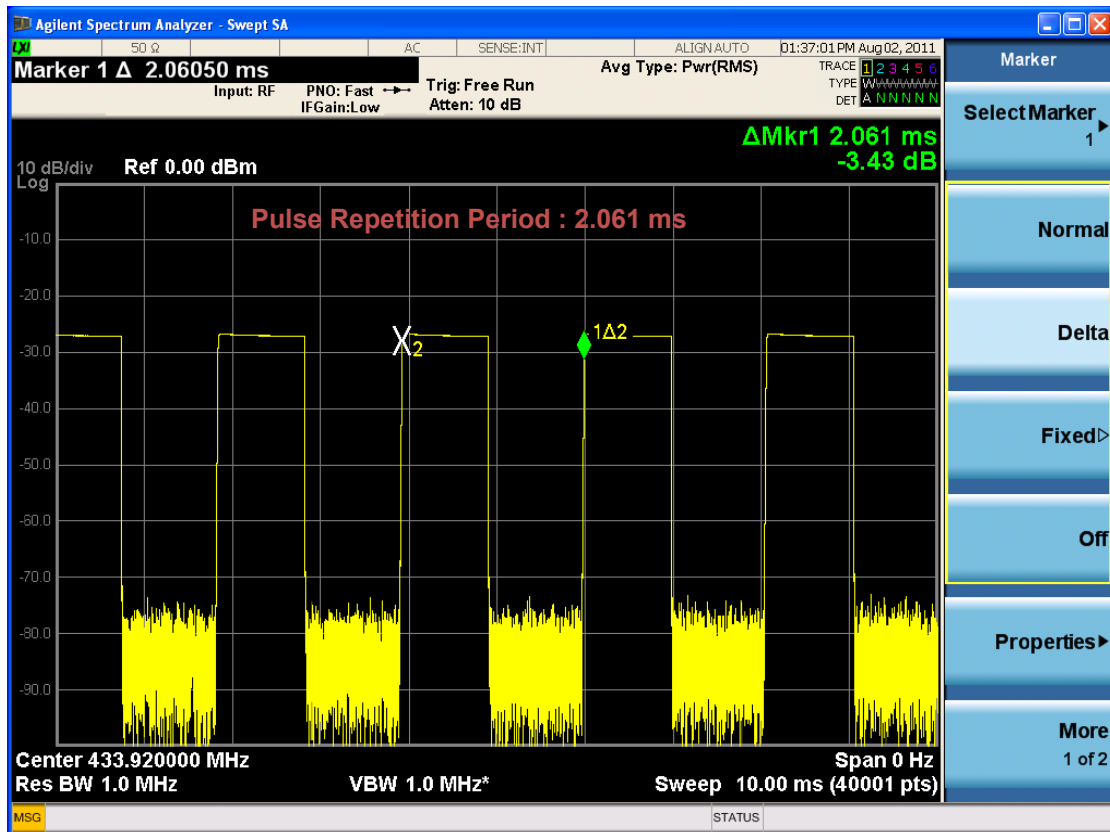 Agilent Spectrum Analyzer - Swept SA
LXI 50 Ω AC SENSE:INT ALIGN AUTO 01:37:01 PM Aug 02, 2011
Marker 1 Δ 2.06050 ms
Input: RF PNO: Fast IFGain:Low
Trig: Free Run
Atten: 10 dB
Avg Type: Pwr(RMS)
TRACE 1 2 3 4 5 6
TYPE W
DET A N N N N N
ΔMkr1 2.061 ms
-3.43 dB
10 dB/div Ref 0.00 dBm
Log
Pulse Repetition Period : 2.061 ms
-10.0
-20.0
-30.0
-40.0
-50.0
-60.0
-70.0
-80.0
-90.0
X2
1Δ2
Center 433.920000 MHz Span 0 Hz
Res BW 1.0 MHz VBW 1.0 MHz* Sweep 10.00 ms (40001 pts)
MSG STATUS
Marker
Select Marker
1
Normal
Delta
Fixed
Off
Properties
More
1 of 2